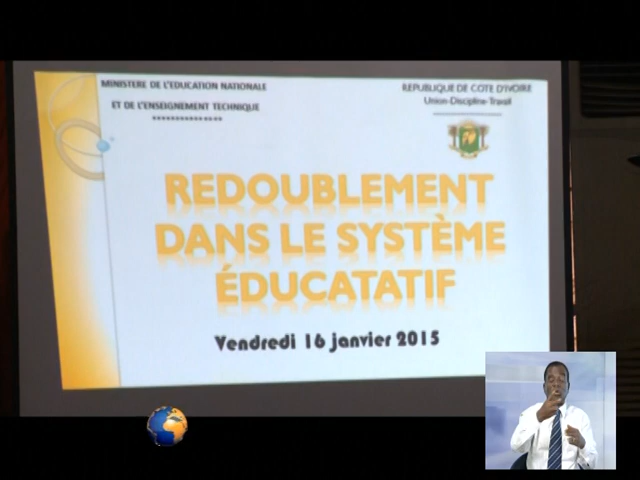 MINISTERE DE L'EDUCATION NATIONALE
ET DE L'ENSEIGNEMENT TECHNIQUE
***************
REPUBLIQUE DE COTE D'IVOIRE
Union-Discipline-Travail
REDOUBLEMENT
DANS LE SYSTÈME
ÉDUCATATIF
Vendredi 16 janvier 2015